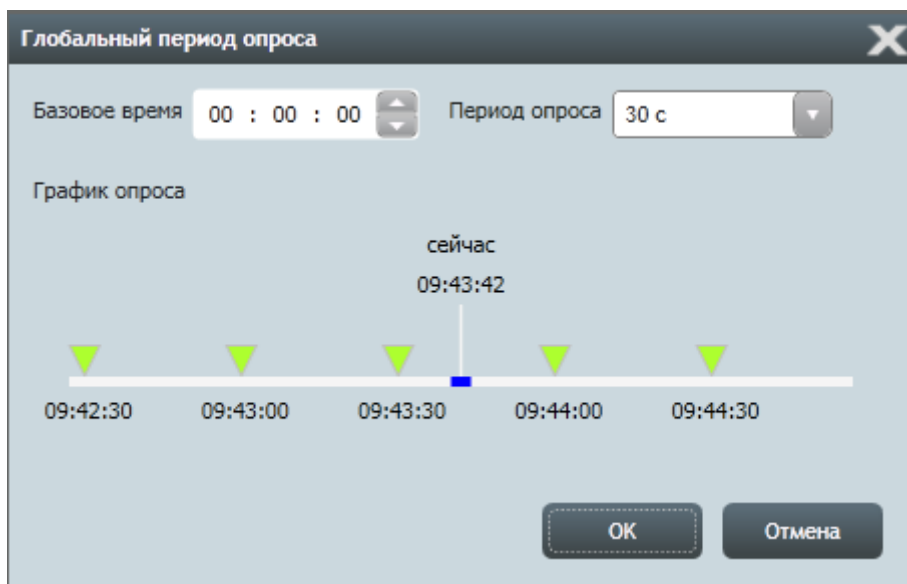 Глобальный период опроса
Базовое время 00 : 00 : 00 Период опроса 30 с
График опроса
сейчас
09:43:42
09:42:30 09:43:00 09:43:30 09:44:00 09:44:30
ОК Отмена